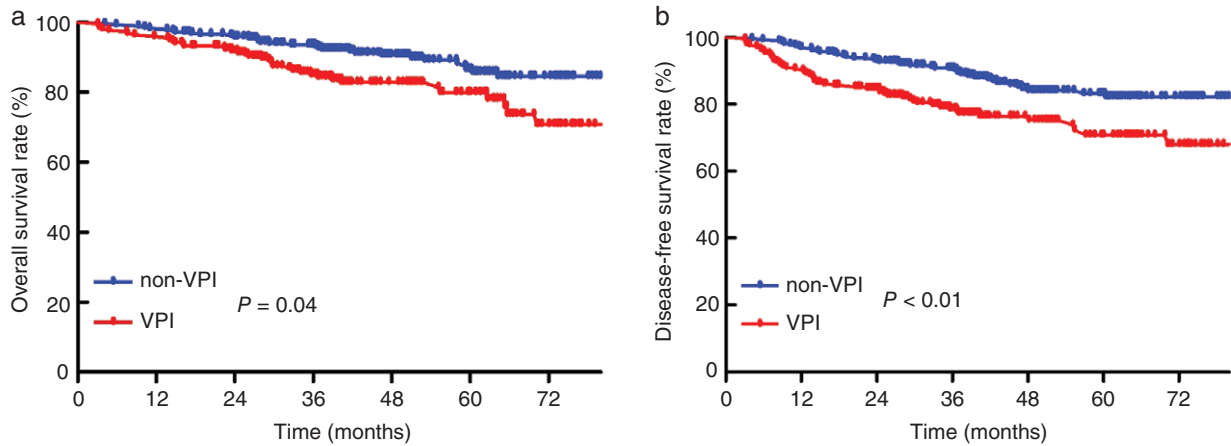 a
Overall survival rate (%)
100
80
60
40
20
0
non-VPI
VPI
P = 0.04
0 12 24 36 48 60 72
Time (months)
b
Disease-free survival rate (%)
100
80
60
40
20
0
non-VPI
VPI
P < 0.01
0 12 24 36 48 60 72
Time (months)